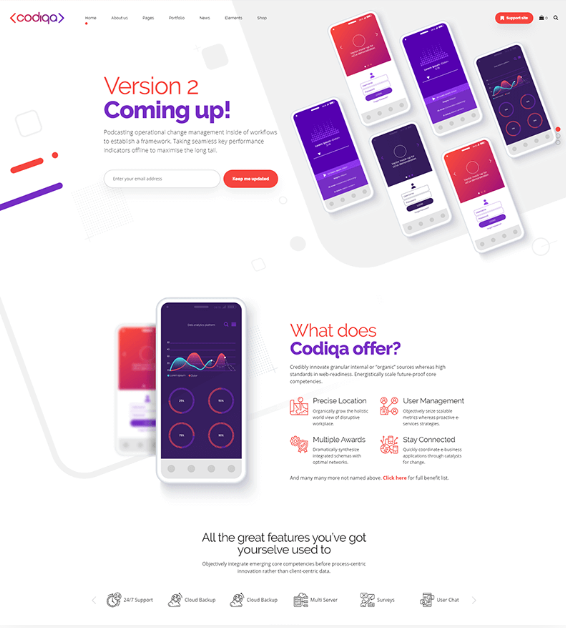 <codiqa>
Home About us Pages Portfolio News Elements Shop
Support site
0
Version 2
Coming up!
Podcasting operational change management inside of workflows
to establish a framework. Taking seamless key performance
indicators offline to maximise the long tail.
Enter your email address
Keep me updated
What does
Codiqa offer?
Credibly innovate granular internal or "organic" sources whereas high
standards in web-readiness. Energistically scale future-proof core
competencies.
Precise Location
Organically grow the holistic
world view of disruptive
workplace.
User Management
Objectively seize scalable
metrics whereas proactive e-
services strategies.
Multiple Awards
Dramatically synthesize
integrated schemas with
optimal networks.
Stay Connected
Quickly coordinate e-business
applications through catalysts
for change.
And many many more not named above. Click here for full benefit list.
All the great features you've got
yourselve used to
Objectively integrate emerging core competencies before process-centric
innovation rather than client-centric data.
24/7 Support Cloud Backup Cloud Backup Multi Server Surveys User Chat